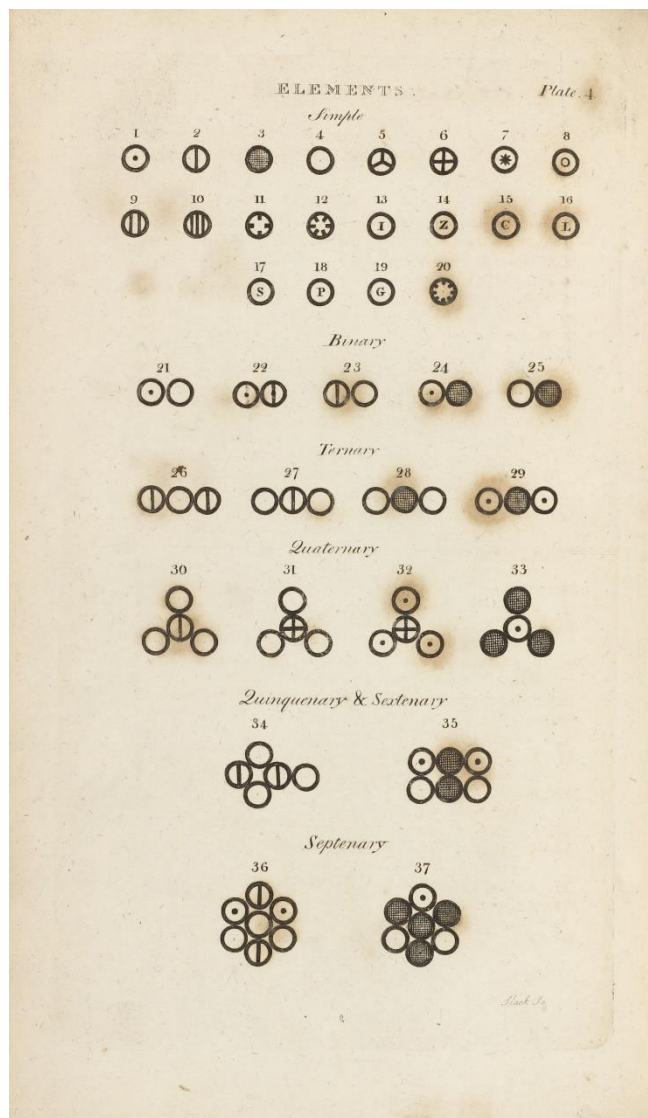 ELEMENTS. Plate. 4
Simple
1 2 3 4 5 6 7 8
9 10 11 12 13 14 15 16
I Z C L
17 18 19 20
S P G
Binary
21 22 23 24 25
Ternary
26 27 28 29
Quaternary
30 31 32 33
Quinquenary & Sextenary
34 35
Septenary
36 37